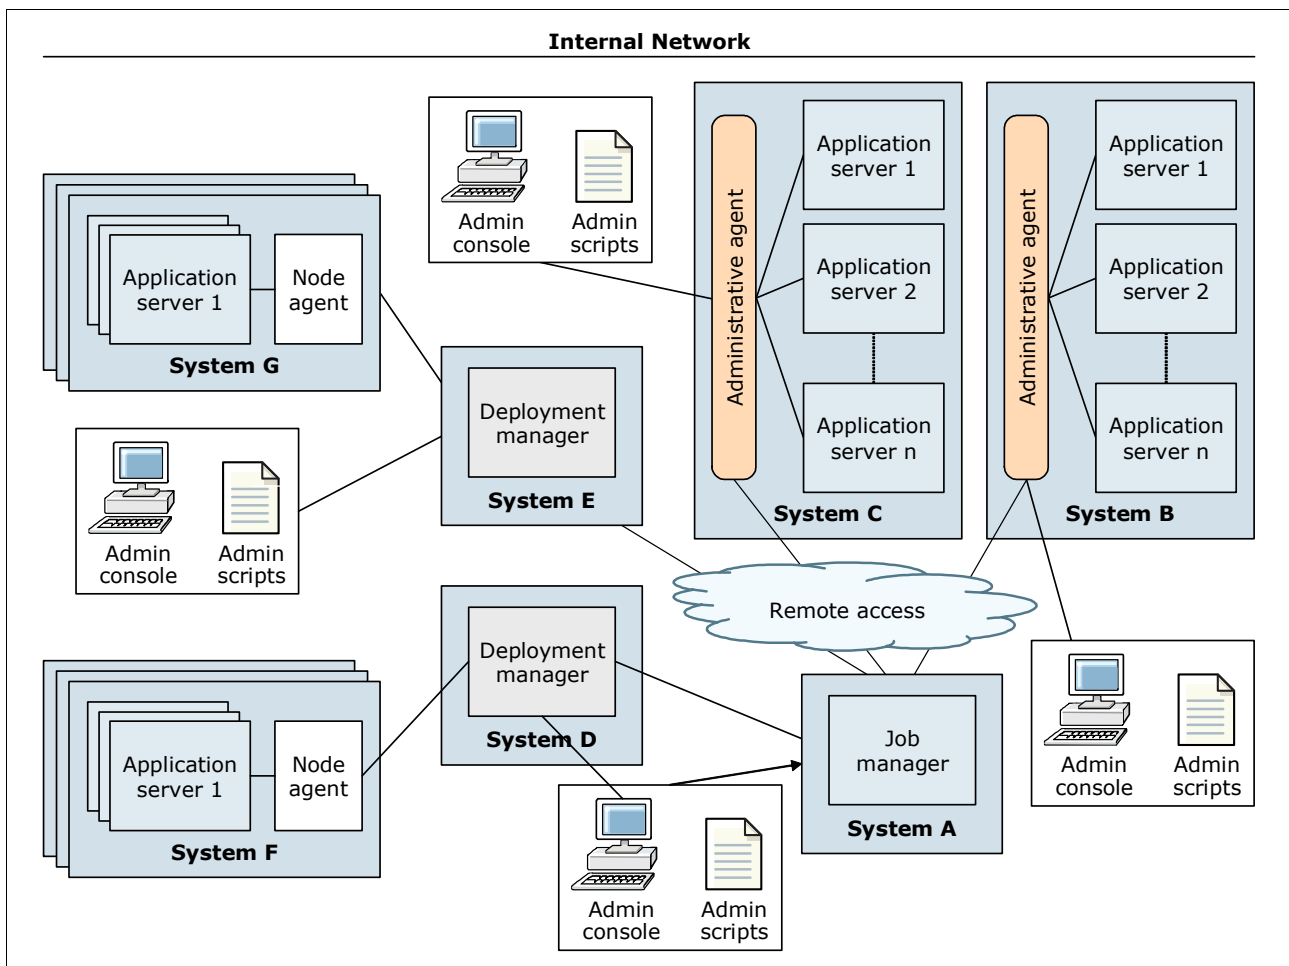 Internal Network
Admin
console
Admin
scripts
Administrative agent
Application
server 1
Application
server 2
Application
server n
System C
Administrative agent
Application
server 1
Application
server 2
Application
server n
System B
Application
server 1
Node
agent
System G
Deployment
manager
System E
Admin
console
Admin
scripts
Remote access
Deployment
manager
System D
Application
server 1
Node
agent
System F
Job
manager
System A
Admin
console
Admin
scripts
Admin
console
Admin
scripts